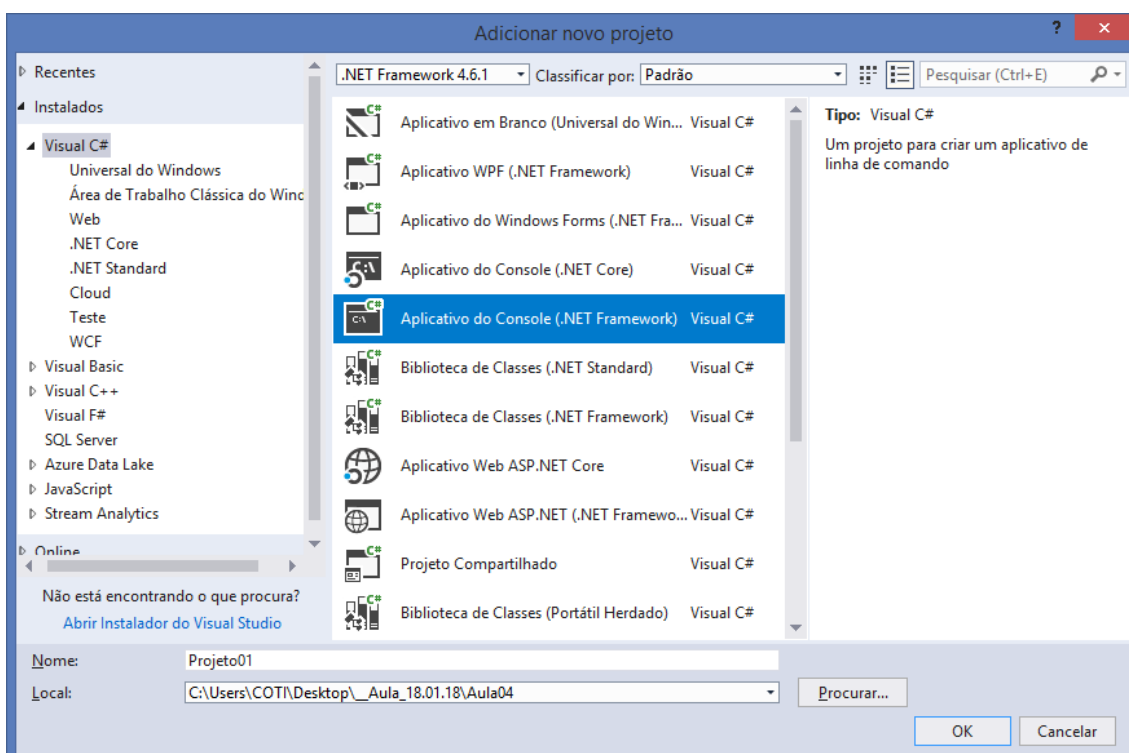 Adicionar novo projeto
?
Recentes
Instalados
Visual C#
Universal do Windows
Área de Trabalho Clássica do Wind
Web
.NET Core
.NET Standard
Cloud
Teste
WCF
Visual Basic
Visual C++
Visual F#
SQL Server
Azure Data Lake
JavaScript
Stream Analytics
Online
Não está encontrando o que procura?
Abrir Instalador do Visual Studio
.NET Framework 4.6.1 Classificar por: Padrão
Pesquisar (Ctrl+E)
Aplicativo em Branco (Universal do Win... Visual C#
Aplicativo WPF (.NET Framework) Visual C#
Aplicativo do Windows Forms (.NET Fra... Visual C#
Aplicativo do Console (.NET Core) Visual C#
Aplicativo do Console (.NET Framework) Visual C#
Biblioteca de Classes (.NET Standard) Visual C#
Biblioteca de Classes (.NET Framework) Visual C#
Aplicativo Web ASP.NET Core Visual C#
Aplicativo Web ASP.NET (.NET Framewo... Visual C#
Projeto Compartilhado Visual C#
Biblioteca de Classes (Portátil Herdado) Visual C#
Tipo: Visual C#
Um projeto para criar um aplicativo de
linha de comando
Nome: Projeto01
Local: C:\Users\COTI\Desktop\__Aula_18.01.18\Aula04
Procurar...
OK Cancelar